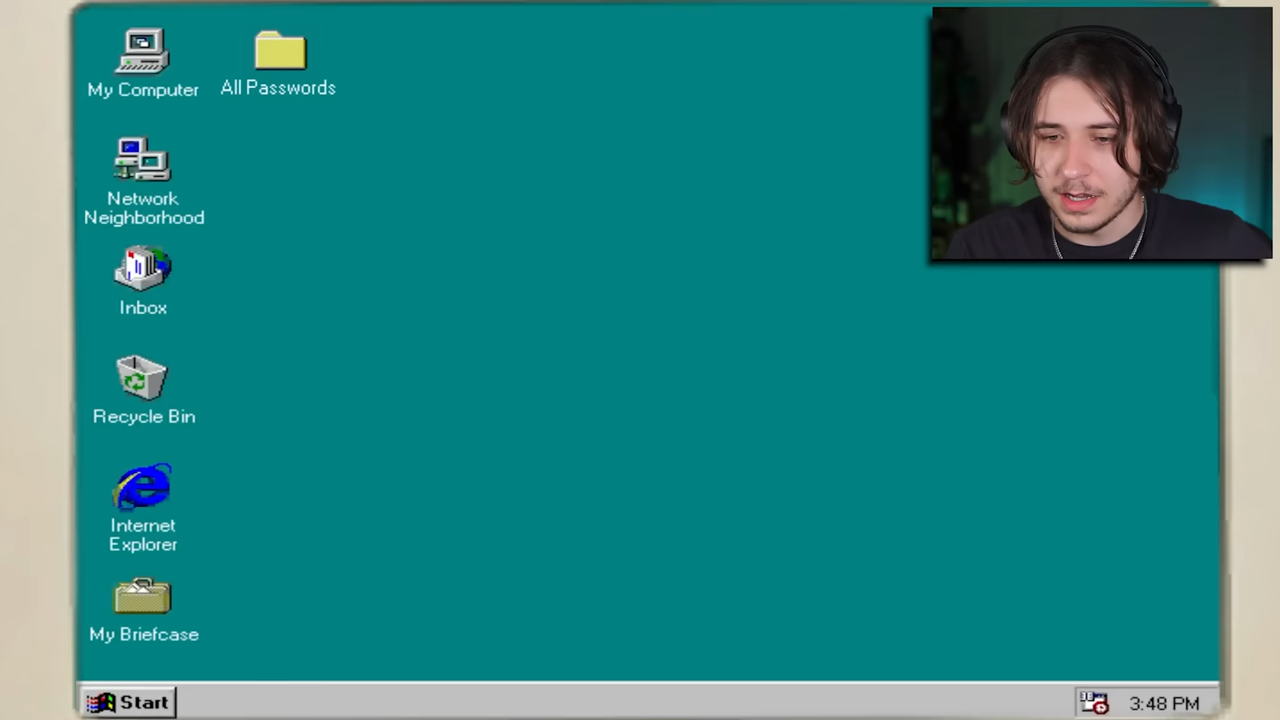 My Computer
All Passwords
Network
Neighborhood
Inbox
Recycle Bin
Internet
Explorer
My Briefcase
Start
3:48 PM